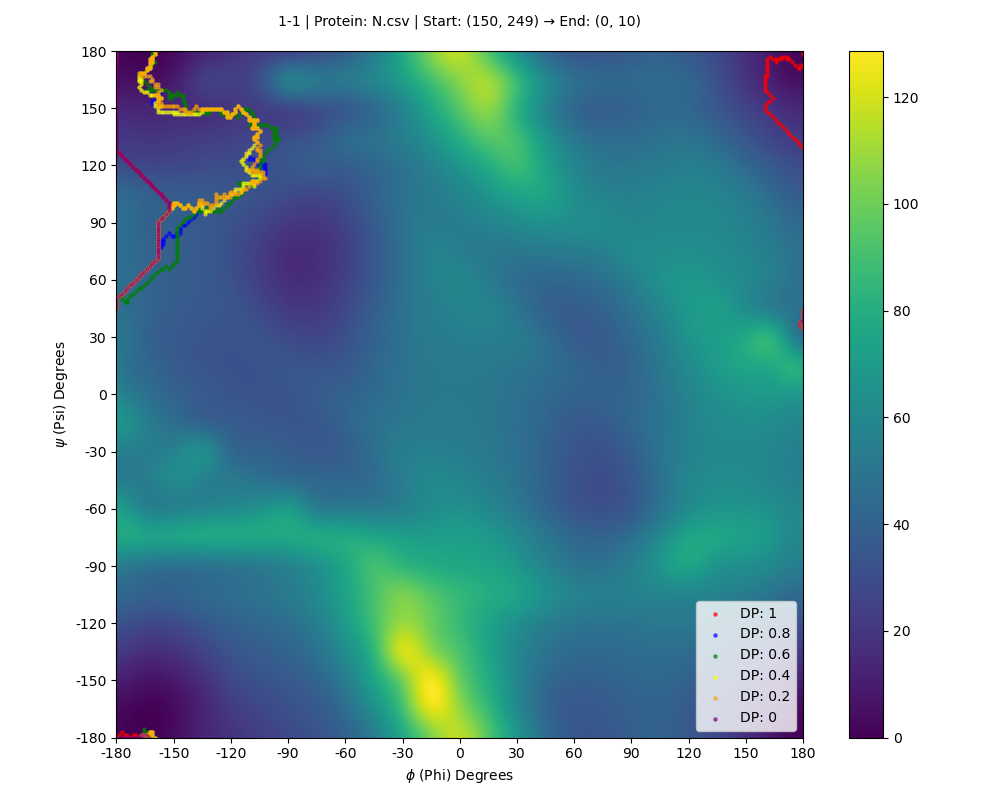 1-1 | Protein: N.csv | Start: (150, 249) → End: (0, 10)
180
150
120
90
60
30
0
-30
-60
-90
-120
-150
-180
ψ (Psi) Degrees
-180 -150 -120 -90 -60 -30 0 30 60 90 120 150 180
ϕ (Phi) Degrees
DP: 1
DP: 0.8
DP: 0.6
DP: 0.4
DP: 0.2
DP: 0
120
100
80
60
40
20
0